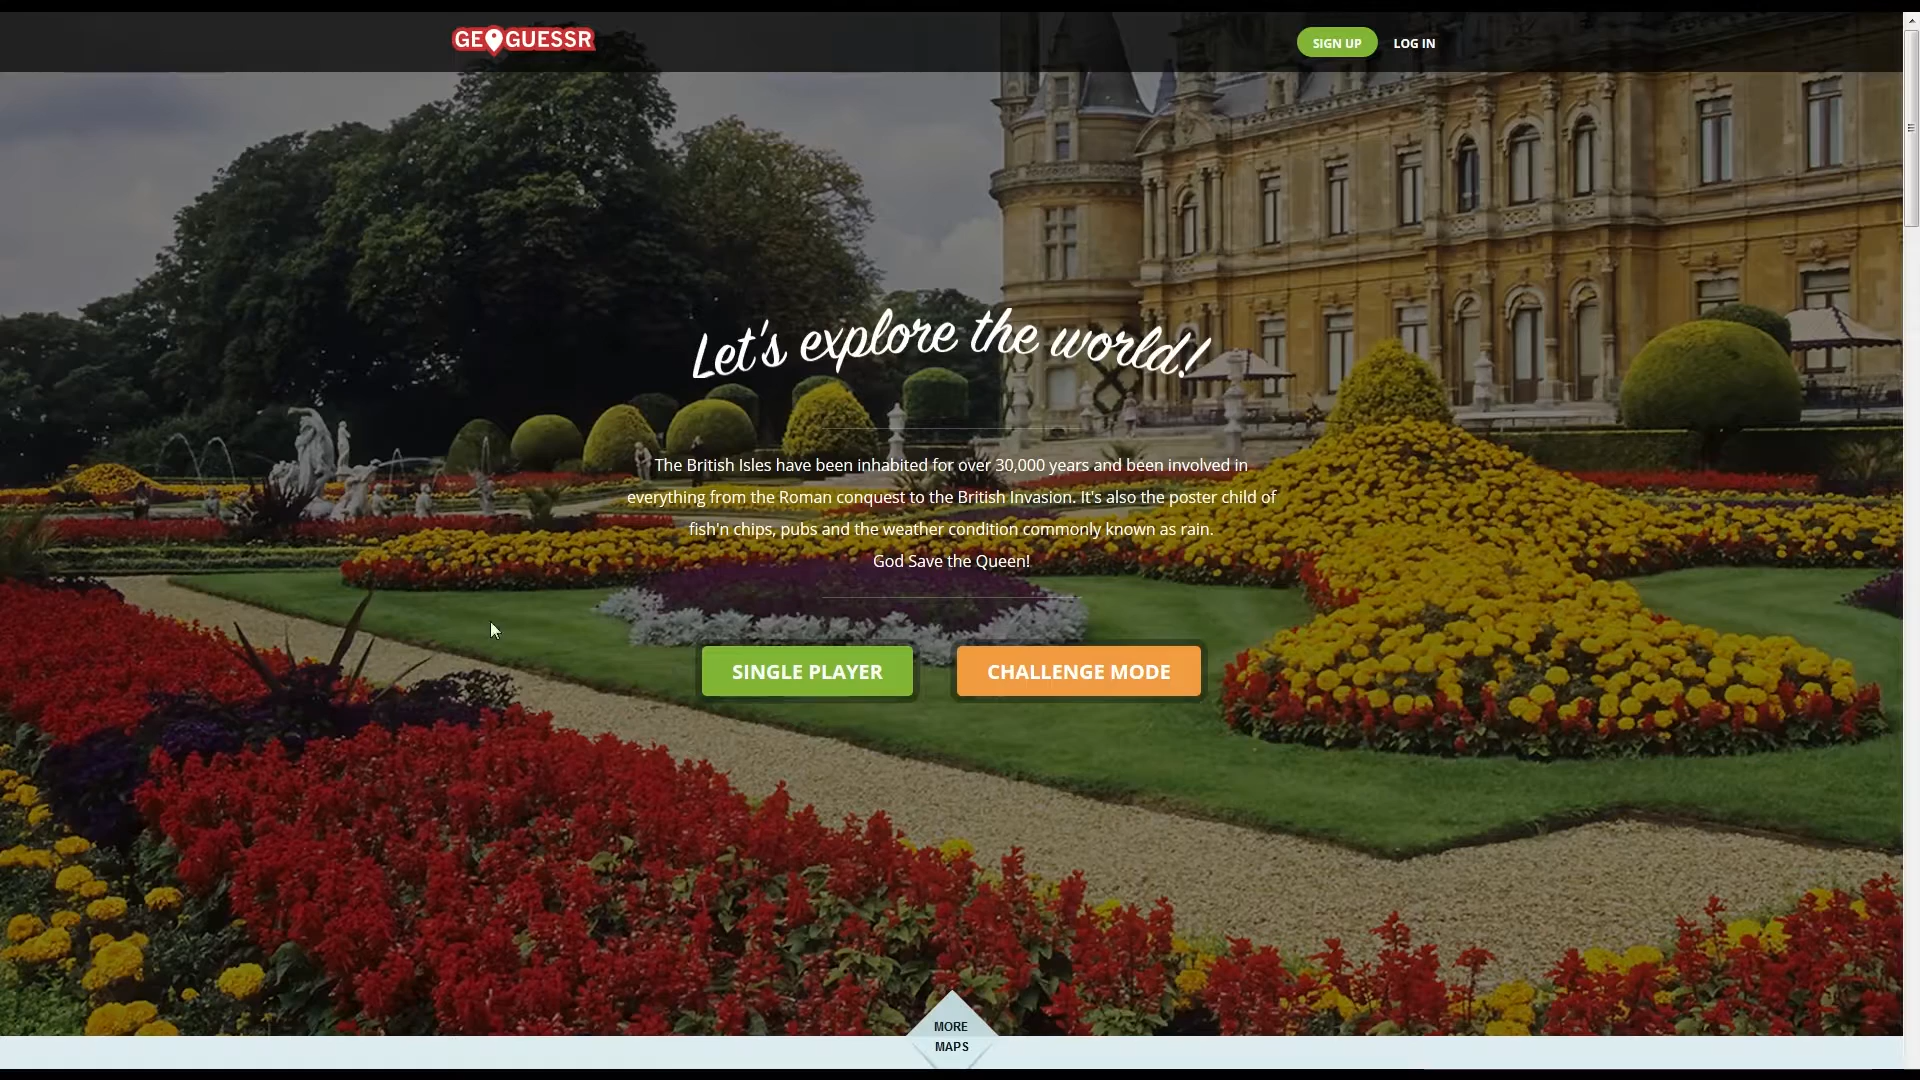 GEOGUESSR
SIGN UP
LOG IN
Let's explore the world!
The British Isles have been inhabited for over 30,000 years and been involved in
everything from the Roman conquest to the British Invasion. It's also the poster child of
fish'n chips, pubs and the weather condition commonly known as rain.
God Save the Queen!
SINGLE PLAYER
CHALLENGE MODE
MORE
MAPS